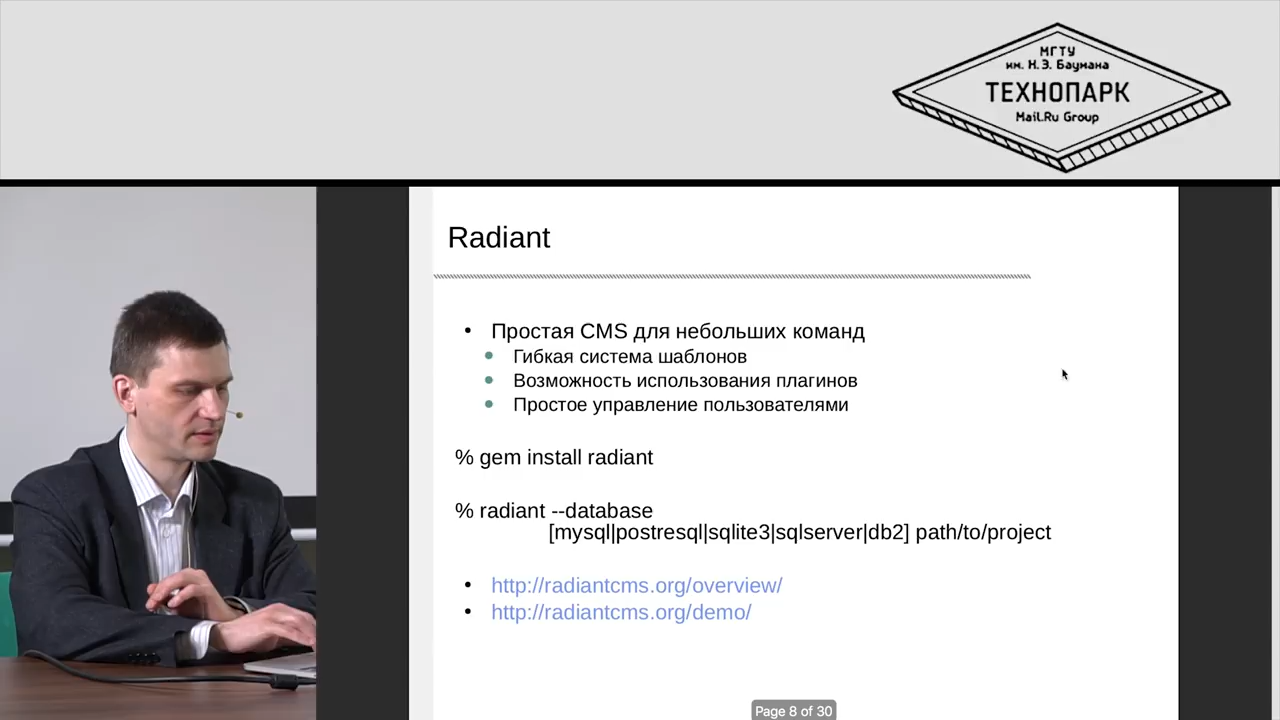 МГТУ
им. Н.Э. Баумана
ТЕХНОПАРК
Mail.Ru Group
Radiant
• Простая CMS для небольших команд
• Гибкая система шаблонов
• Возможность использования плагинов
• Простое управление пользователями
% gem install radiant
% radiant --database
[mysql|postresql|sqlite3|sqlserver|db2] path/to/project
• http://radiantcms.org/overview/
• http://radiantcms.org/demo/
Page 8 of 30